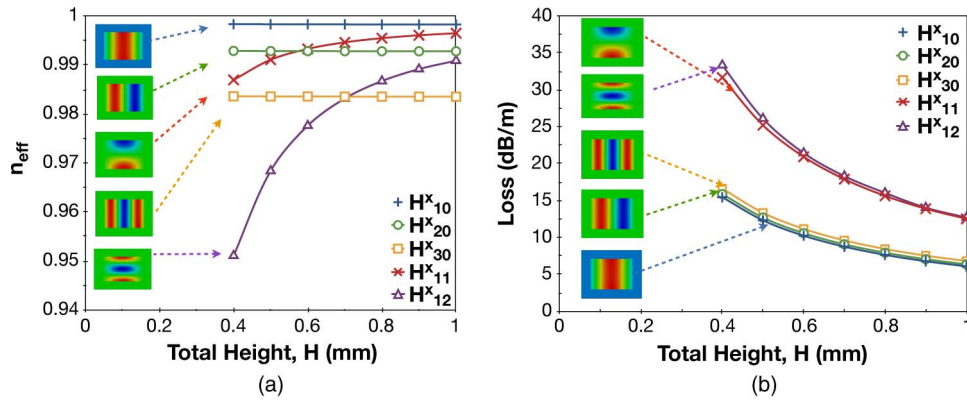 1
0.99
0.98
0.97
0.96
0.95
0.94
n_eff
0
0.2
0.4
0.6
0.8
1
Total Height, H (mm)
H^x_10
H^x_20
H^x_30
H^x_11
H^x_12
(a)
40
35
30
25
20
15
10
5
0
Loss (dB/m)
0
0.2
0.4
0.6
0.8
1
Total Height, H (mm)
H^x_10
H^x_20
H^x_30
H^x_11
H^x_12
(b)